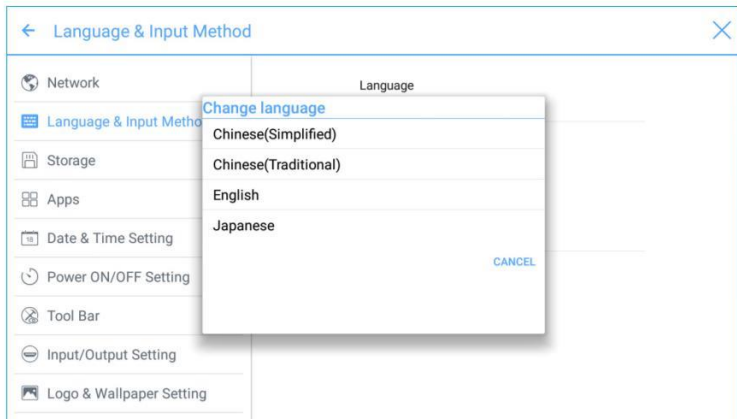 Language & Input Method
Network
Language
Language & Input Metho
Change language
Chinese(Simplified)
Chinese(Traditional)
English
Japanese
CANCEL
Storage
Apps
Date & Time Setting
Power ON/OFF Setting
Tool Bar
Input/Output Setting
Logo & Wallpaper Setting